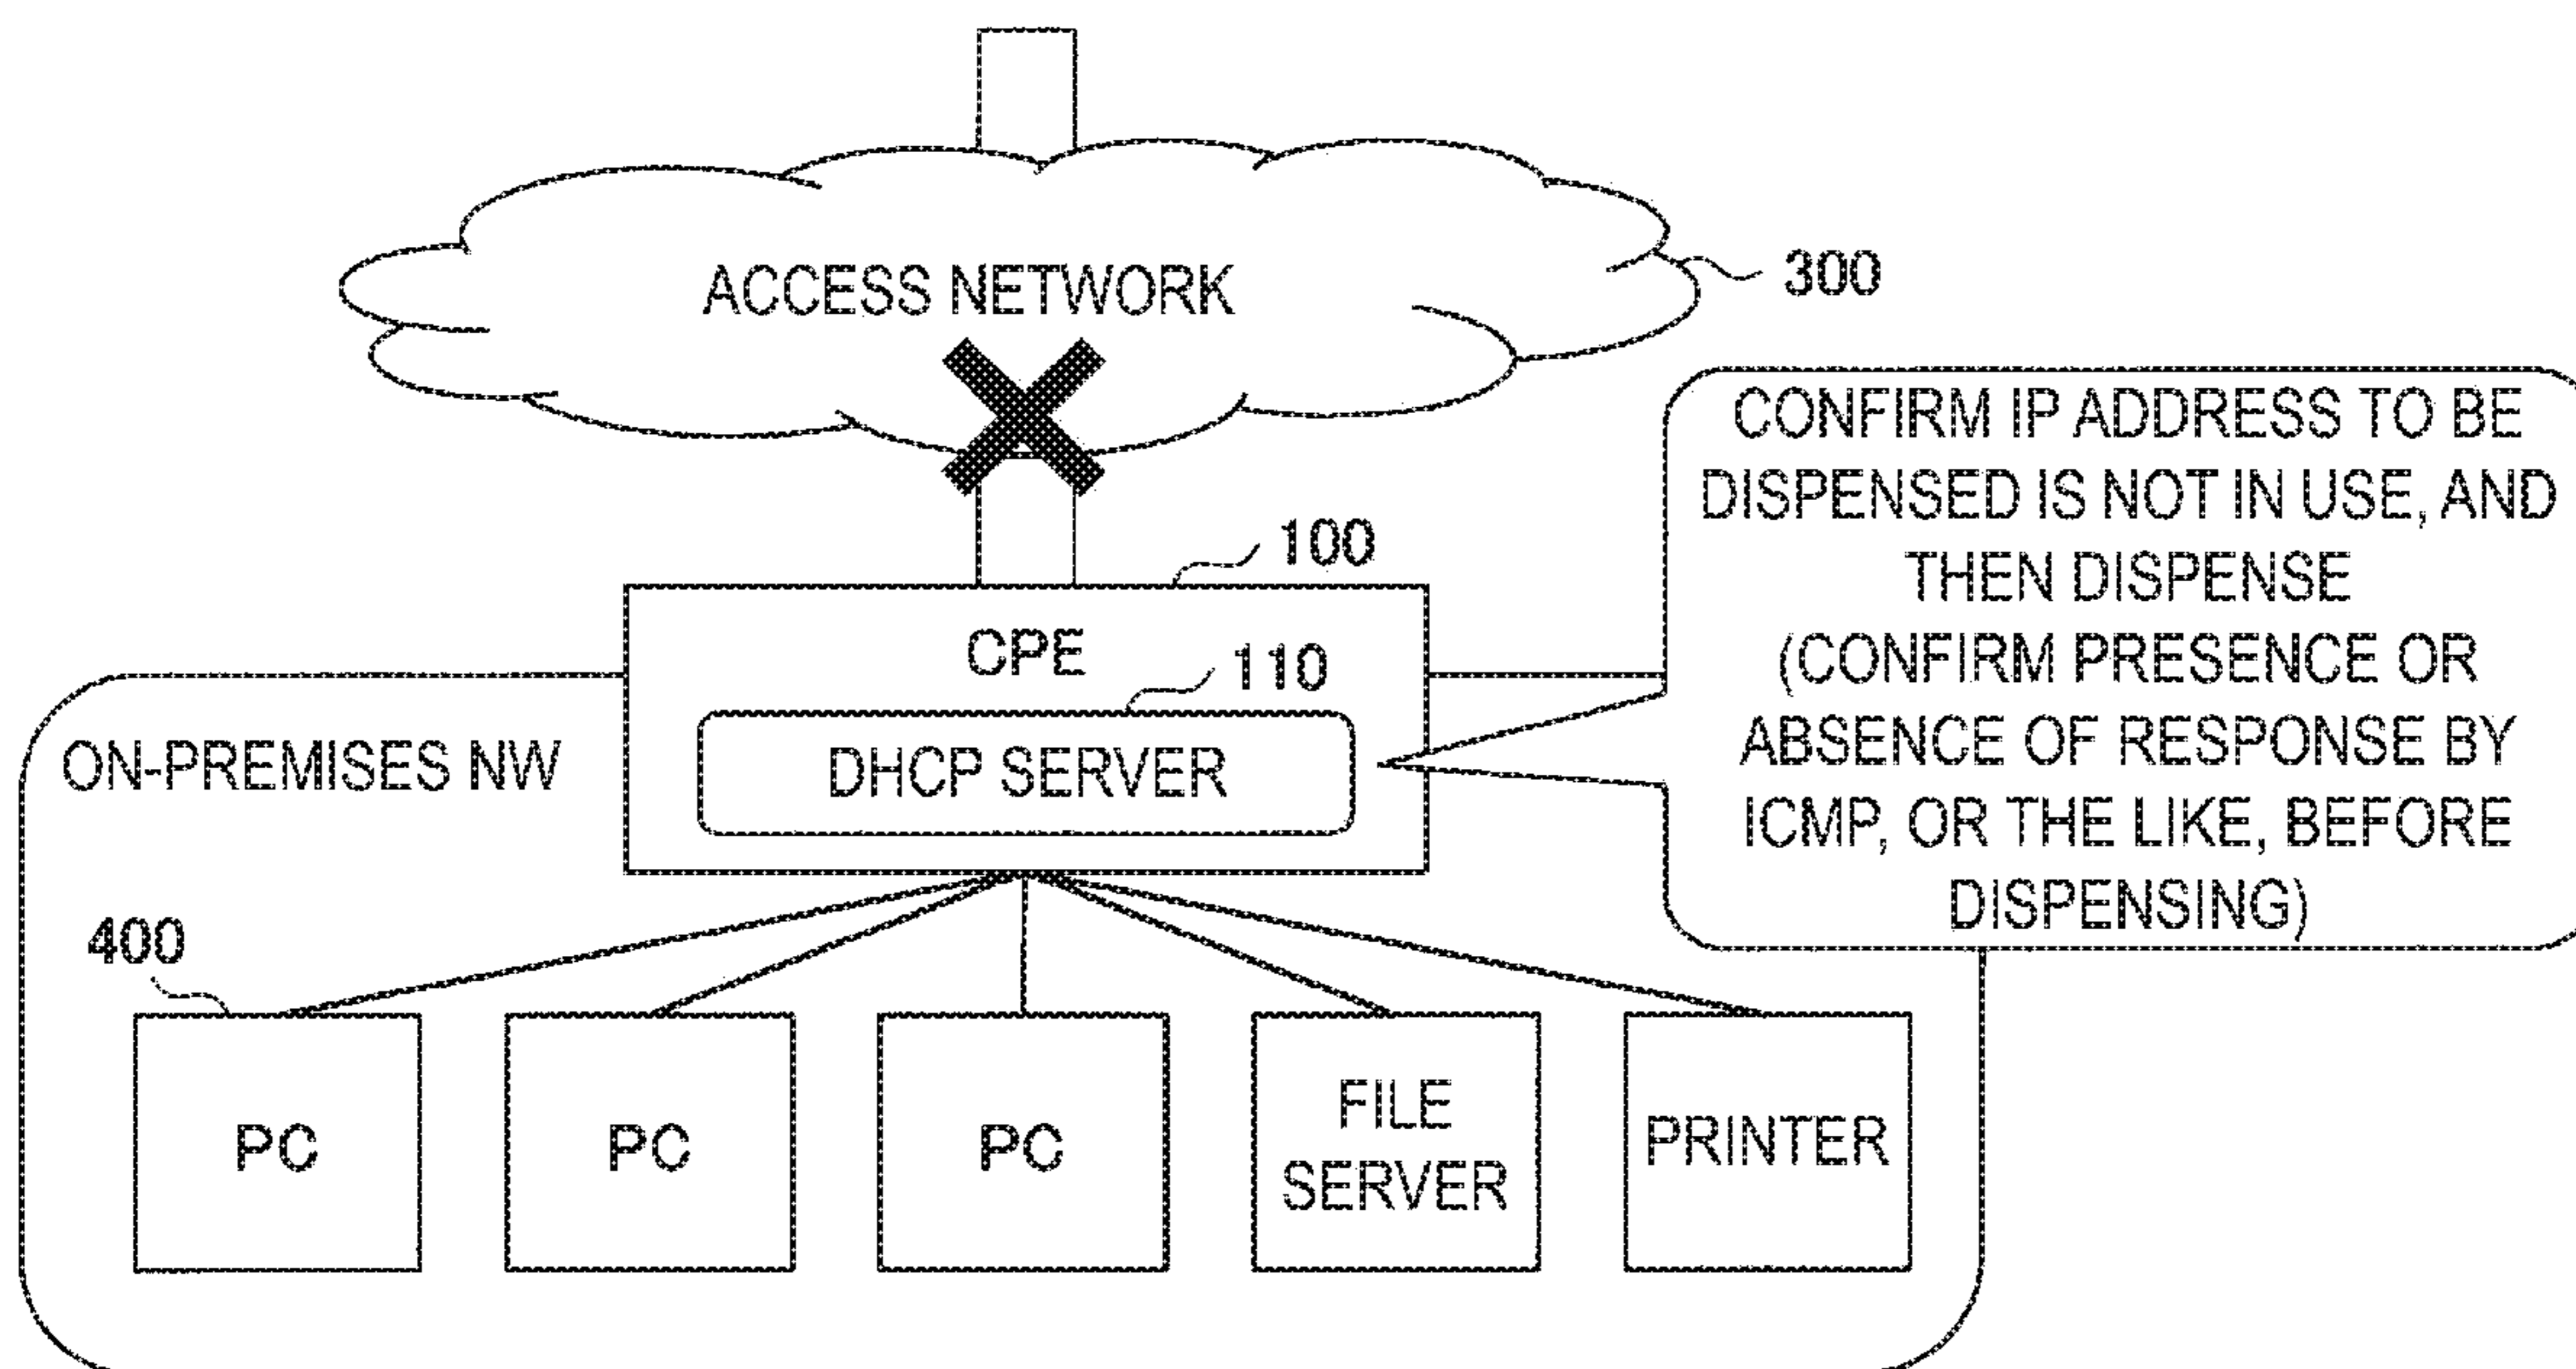 ACCESS NETWORK
300
CONFIRM IP ADDRESS TO BE
DISPENSED IS NOT IN USE, AND
THEN DISPENSE
(CONFIRM PRESENCE OR
ABSENCE OF RESPONSE BY
ICMP, OR THE LIKE, BEFORE
DISPENSING)
100
CPE
110
ON-PREMISES NW
DHCP SERVER
400
PC
PC
PC
FILE
SERVER
PRINTER